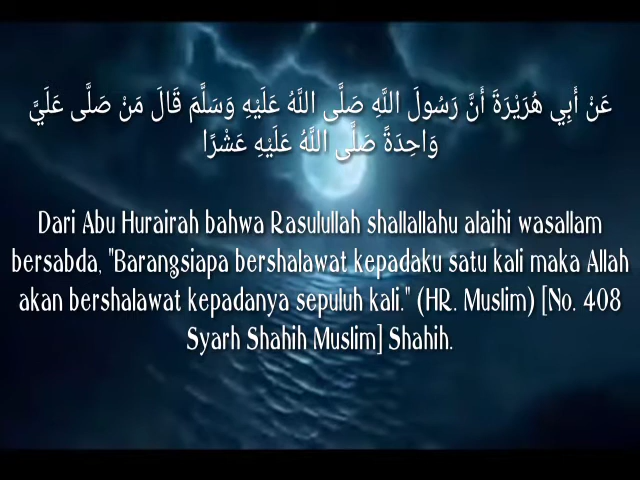 عَنْ أَبِي هُرَيْرَةَ أَنَّ رَسُولَ اللَّهِ صَلَّى اللَّهُ عَلَيْهِ وَسَلَّمَ قَالَ مَنْ صَلَّى عَلَيَّ
وَاحِدَةً صَلَّى اللَّهُ عَلَيْهِ عَشْرًا
Dari Abu Hurairah bahwa Rasulullah shallallahu alaihi wasallam
bersabda, "Barangsiapa bershalawat kepadaku satu kali maka Allah
akan bershalawat kepadanya sepuluh kali." (HR. Muslim) [No. 408
Syarh Shahih Muslim] Shahih.